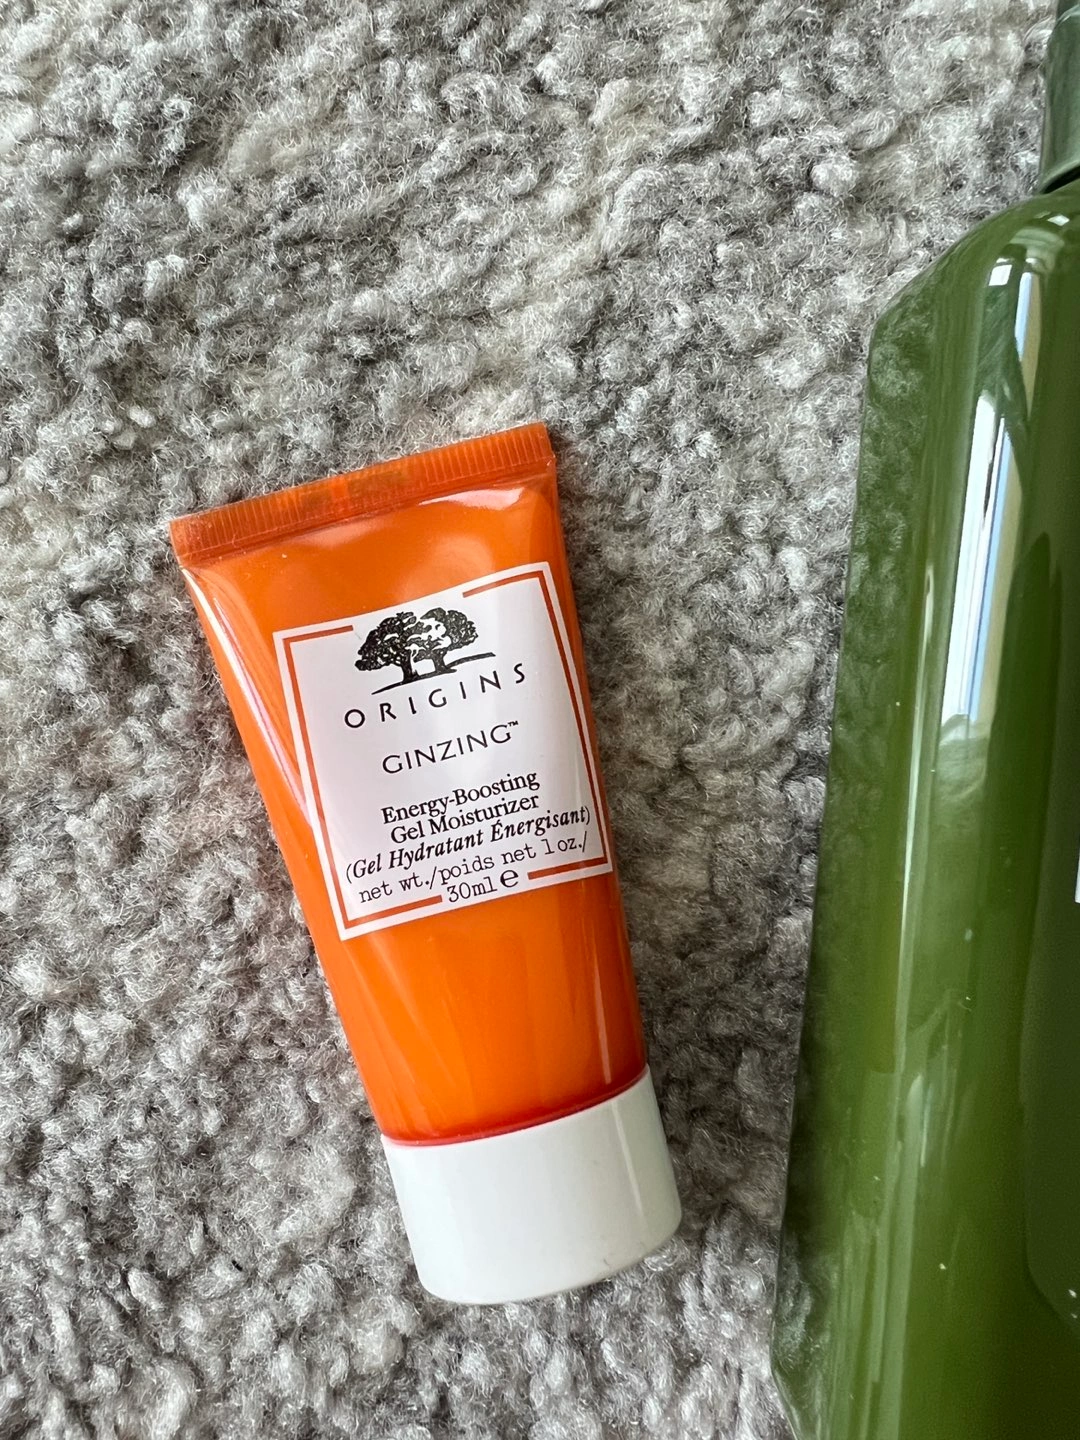 ORIGINS
GINZING™
Energy-Boosting
Gel Moisturizer
(Gel Hydratant Énergisant)
net wt./poids net 1 oz./
30ml ℮